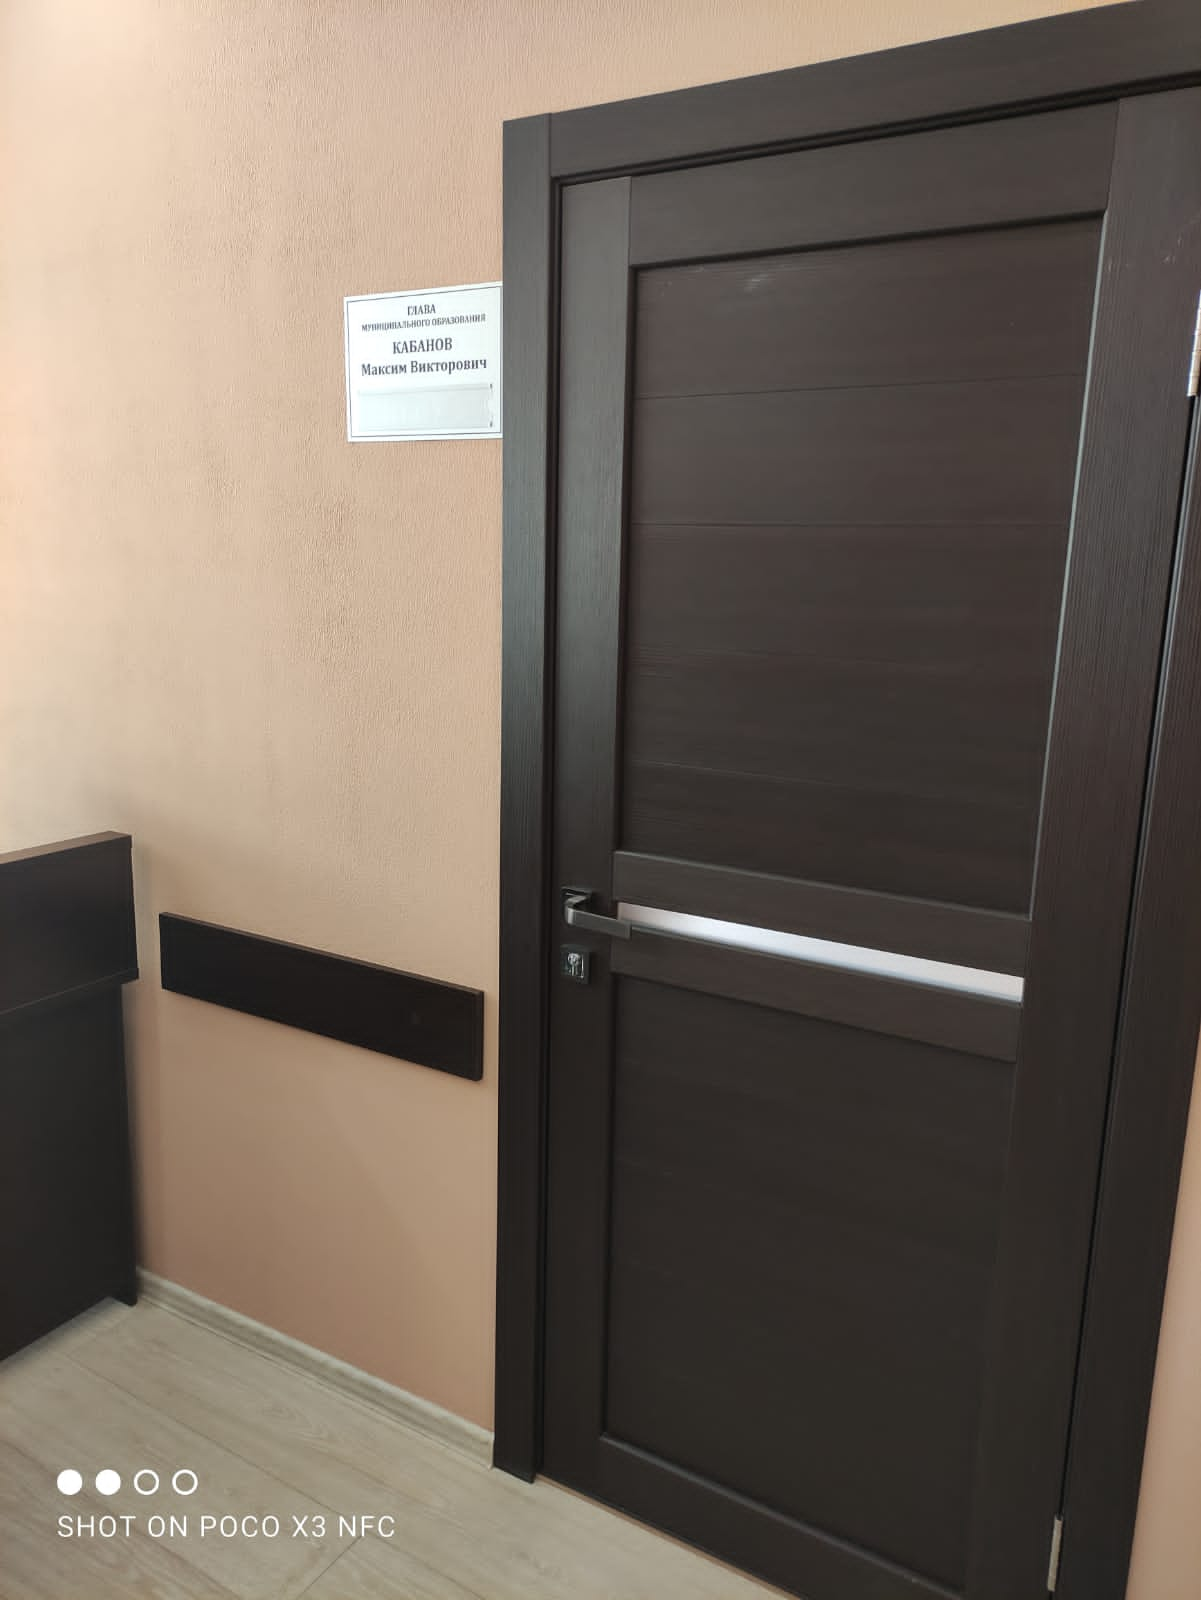 ГЛАВА
МУНИЦИПАЛЬНОГО ОБРАЗОВАНИЯ
КАБАНОВ
Максим Викторович
SHOT ON POCO X3 NFC